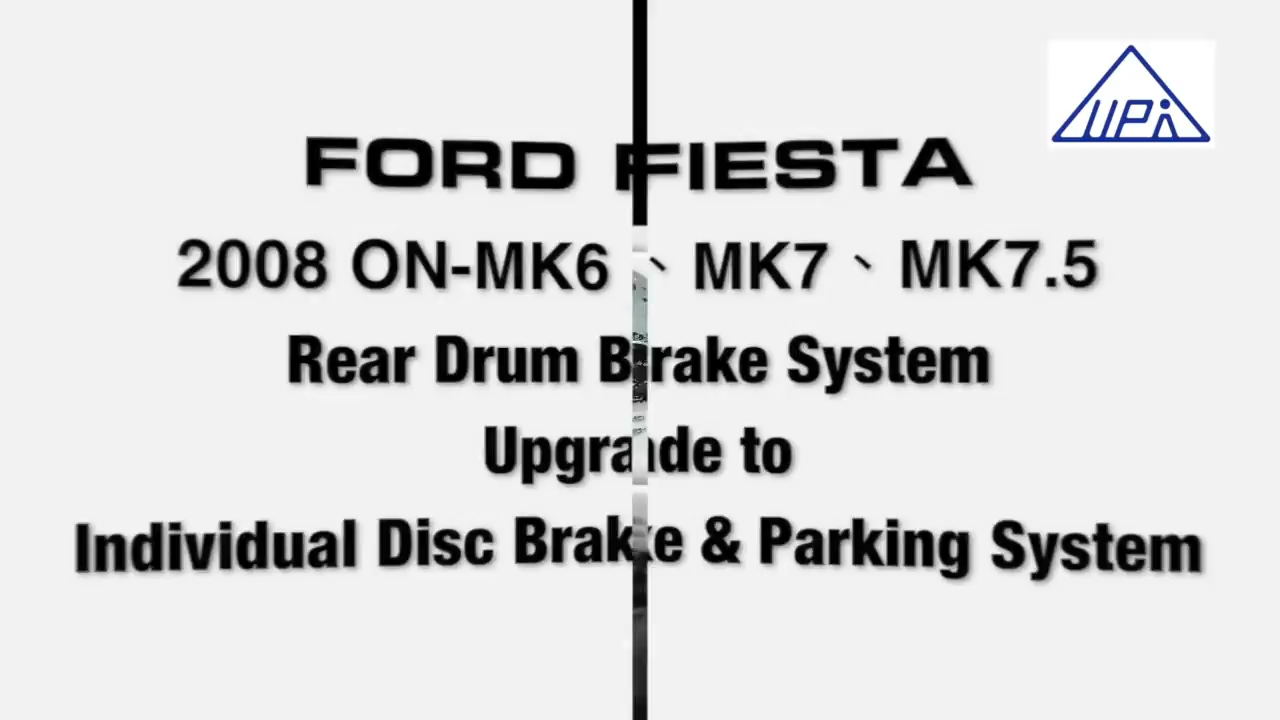 UPi
FORD FIESTA
2008 ON-MK6、MK7、MK7.5
Rear Drum Brake System
Upgrade to
Individual Disc Brake & Parking System